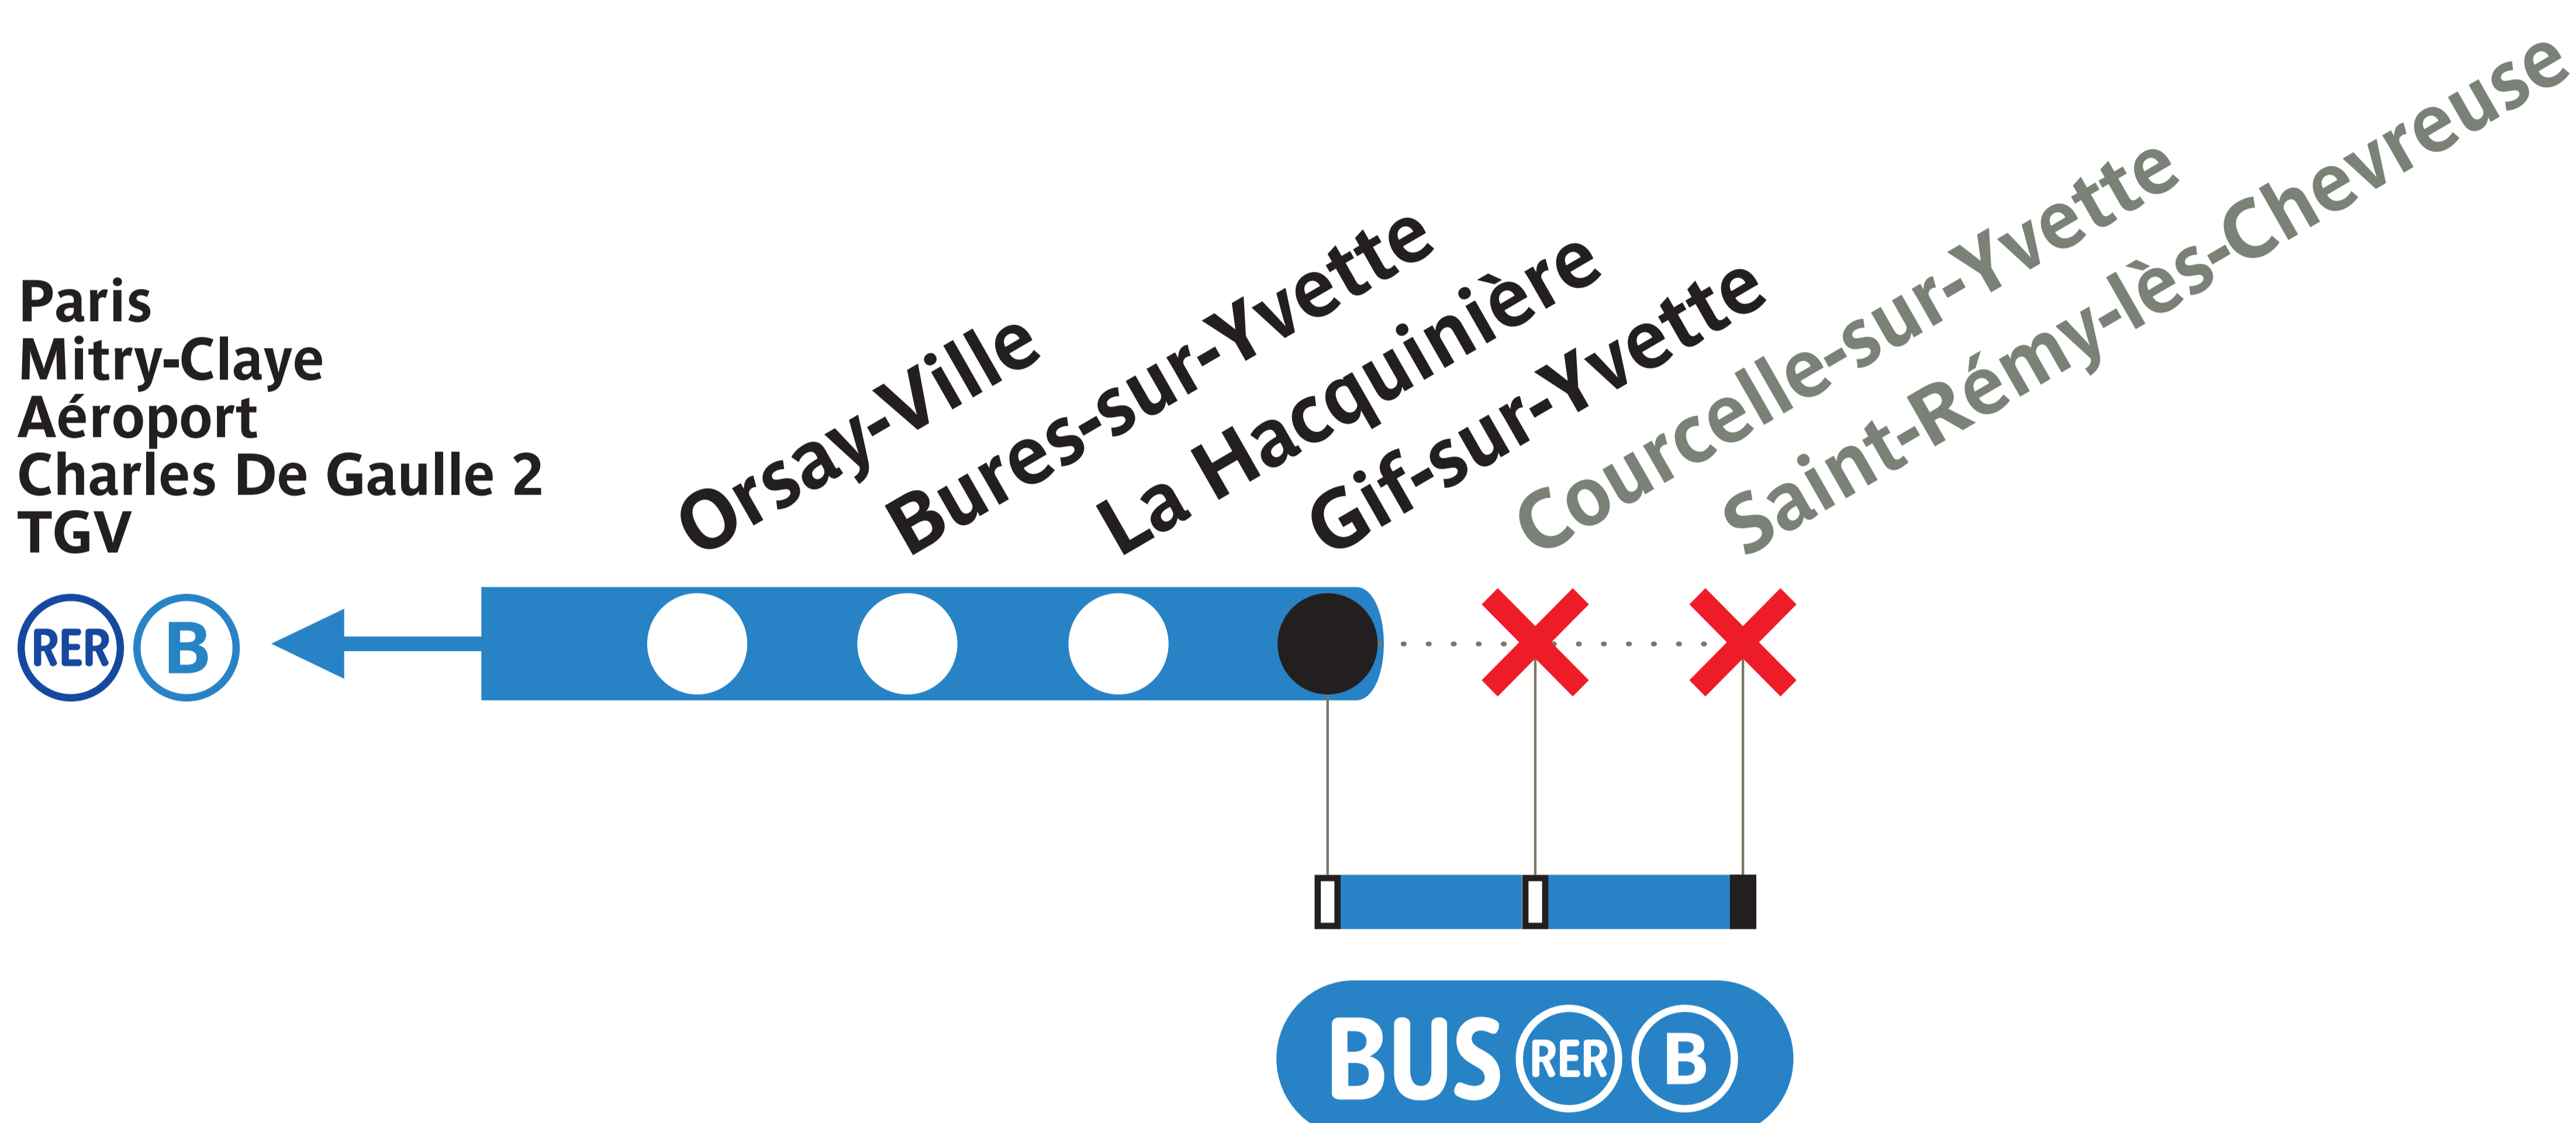 Paris
Mitry-Claye
Aéroport
Charles De Gaulle 2
TGV
RER B
Orsay-Ville
Bures-sur-Yvette
La Hacquinière
Gif-sur-Yvette
Courcelle-sur-Yvette
Saint-Rémy-lès-Chevreuse
BUS RER B